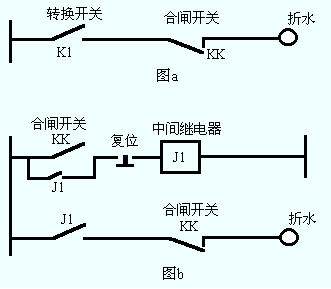 转换开关 合闸开关 折水
K1 KK
图a
合闸开关
KK 复位 中间继电器
J1
J1
合闸开关
J1 KK 折水
图b